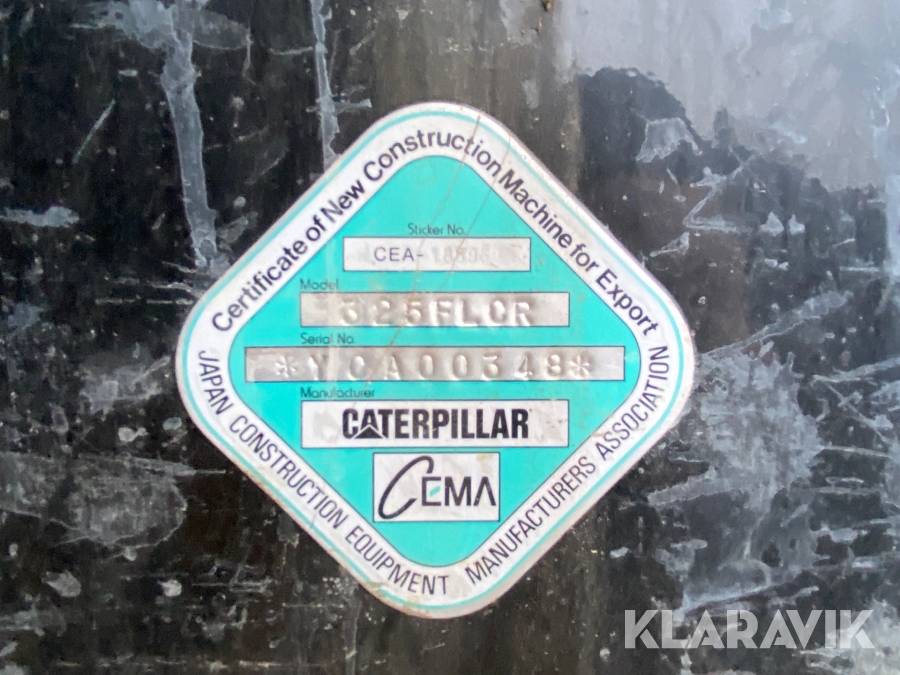 Certificate of New Construction Machine for Export
Sticker No.
CEA-
Model
325FLCR
Serial No.
*YCA00348*
Manufacturer
CATERPILLAR
CEMA
JAPAN CONSTRUCTION EQUIPMENT MANUFACTURERS ASSOCIATION
KLARAVIK